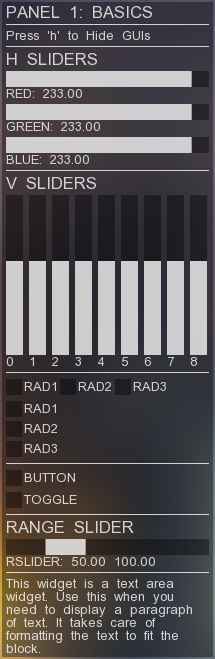 PANEL 1: BASICS
Press 'h' to Hide GUIs
H SLIDERS
RED: 233.00
GREEN: 233.00
BLUE: 233.00
V SLIDERS
0 1 2 3 4 5 6 7 8
RAD1 RAD2 RAD3
RAD1
RAD2
RAD3
BUTTON
TOGGLE
RANGE SLIDER
RSLIDER: 50.00 100.00
This widget is a text area
widget. Use this when you
need to display a paragraph
of text. It takes care of
formatting the text to fit the
block.